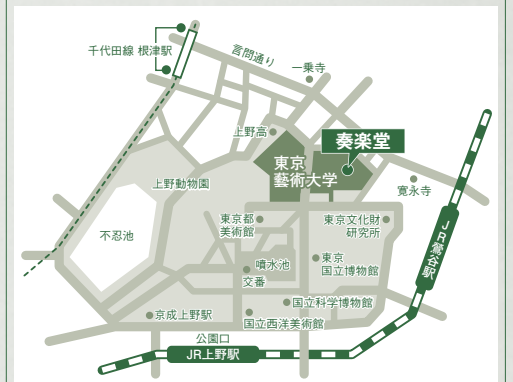 千代田線 根津駅
言問通り
一乗寺
上野高
奏楽堂
東京
藝術大学
上野動物園
寛永寺
東京都
美術館
東京文化財
研究所
不忍池
JR鶯谷駅
噴水池
東京
国立博物館
交番
国立科学博物館
京成上野駅
国立西洋美術館
公園口
JR上野駅